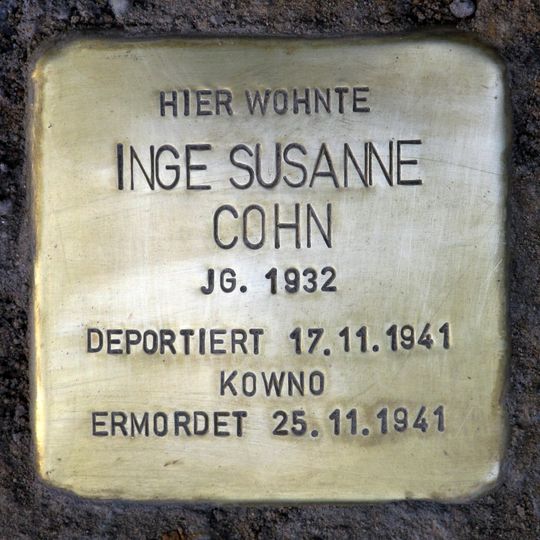 HIER WOHNTE
INGE SUSANNE
COHN
JG. 1932
DEPORTIERT 17.11.1941
KOWNO
ERMORDET 25.11.1941